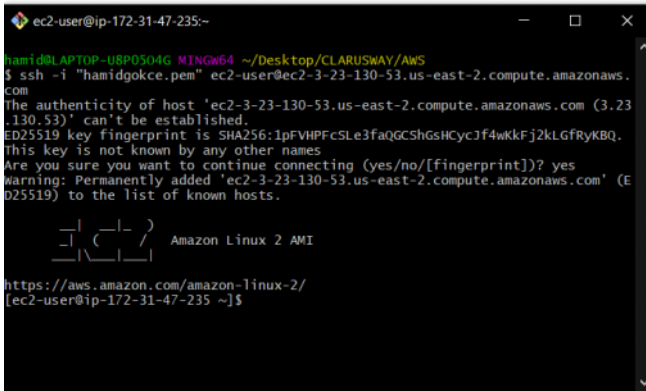 ec2-user@ip-172-31-47-235:~
hamid@LAPTOP-U8P05O4G MINGW64 ~/Desktop/CLARUSWAY/AWS
$ ssh -i "hamidgokce.pem" ec2-user@ec2-3-23-130-53.us-east-2.compute.amazonaws.
com
The authenticity of host 'ec2-3-23-130-53.us-east-2.compute.amazonaws.com (3.23
.130.53)' can't be established.
ED25519 key fingerprint is SHA256:1pFVHPFcSLe3faQGCShGsHCycJf4wKkFj2kLGfRyKBQ.
This key is not known by any other names
Are you sure you want to continue connecting (yes/no/[fingerprint])? yes
Warning: Permanently added 'ec2-3-23-130-53.us-east-2.compute.amazonaws.com' (E
D25519) to the list of known hosts.
       __|  __|_  )
       _|  (     /   Amazon Linux 2 AMI
      ___|\___|___|
https://aws.amazon.com/amazon-linux-2/
[ec2-user@ip-172-31-47-235 ~]$